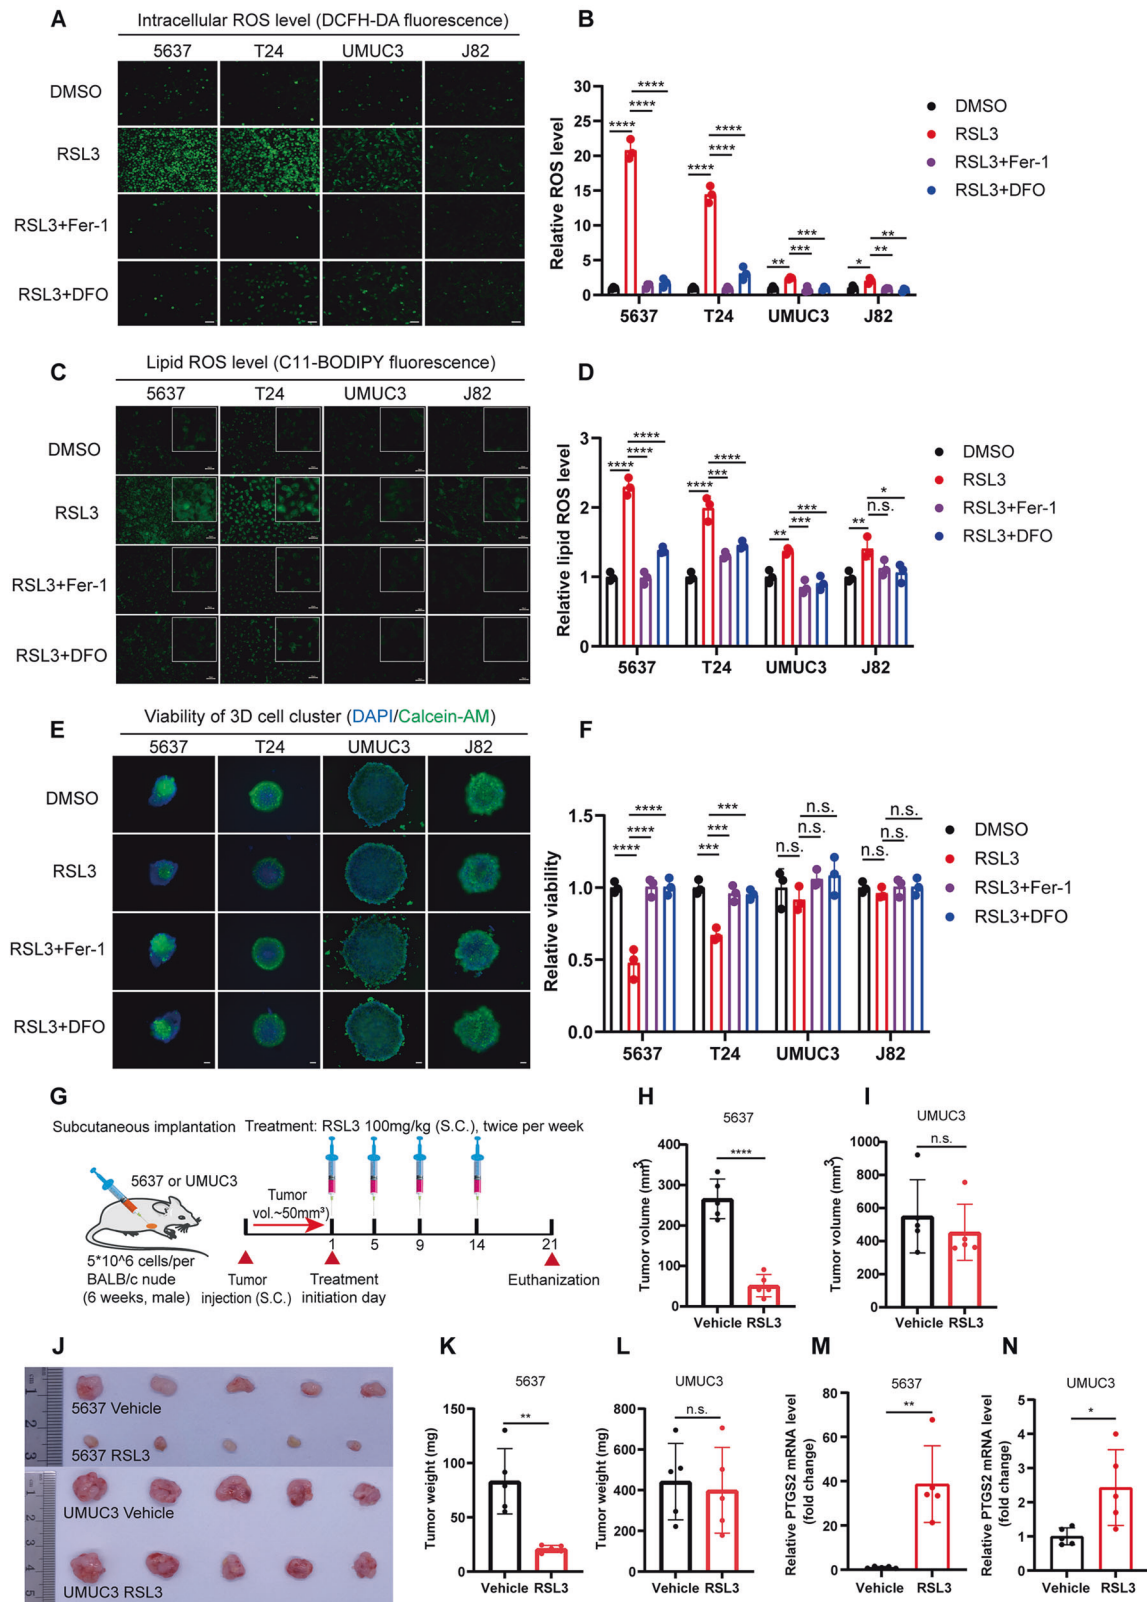 A
Intracellular ROS level (DCFH-DA fluorescence)
5637 T24 UMUC3 J82
DMSO
RSL3
RSL3+Fer-1
RSL3+DFO
B
Relative ROS level
30
25
20
15
10
5
0
**** **** ****
**** **** ****
** *** ***
* ** **
5637 T24 UMUC3 J82
DMSO
RSL3
RSL3+Fer-1
RSL3+DFO
C
Lipid ROS level (C11-BODIPY fluorescence)
5637 T24 UMUC3 J82
DMSO
RSL3
RSL3+Fer-1
RSL3+DFO
D
Relative lipid ROS level
3
2
1
0
**** **** ****
**** *** ****
** *** ***
** n.s. *
5637 T24 UMUC3 J82
DMSO
RSL3
RSL3+Fer-1
RSL3+DFO
E
Viability of 3D cell cluster (DAPI/Calcein-AM)
5637 T24 UMUC3 J82
DMSO
RSL3
RSL3+Fer-1
RSL3+DFO
F
Relative viability
1.5
1.0
0.5
0.0
**** **** ****
*** *** ***
n.s. n.s. n.s.
n.s. n.s. n.s.
5637 T24 UMUC3 J82
DMSO
RSL3
RSL3+Fer-1
RSL3+DFO
G
Subcutaneous implantation
Treatment: RSL3 100mg/kg (S.C.), twice per week
5637 or UMUC3
Tumor
vol.~50mm³)
1 5 9 14 21
5*10^6 cells/per
BALB/c nude
(6 weeks, male)
Tumor
injection (S.C.)
Treatment
initiation day
Euthanization
H
5637
Tumor volume (mm3)
400
300
200
100
0
****
Vehicle RSL3
I
UMUC3
Tumor volume (mm3)
1000
800
600
400
200
0
n.s.
Vehicle RSL3
J
5637 Vehicle
5637 RSL3
UMUC3 Vehicle
UMUC3 RSL3
1
2
3
1
2
3
4
5
K
5637
Tumor weight (mg)
150
100
50
0
**
Vehicle RSL3
L
UMUC3
Tumor weight (mg)
800
600
400
200
0
n.s.
Vehicle RSL3
M
5637
Relative PTGS2 mRNA level
(fold change)
80
60
40
20
0
**
Vehicle RSL3
N
UMUC3
Relative PTGS2 mRNA level
(fold change)
5
4
3
2
1
0
*
Vehicle RSL3